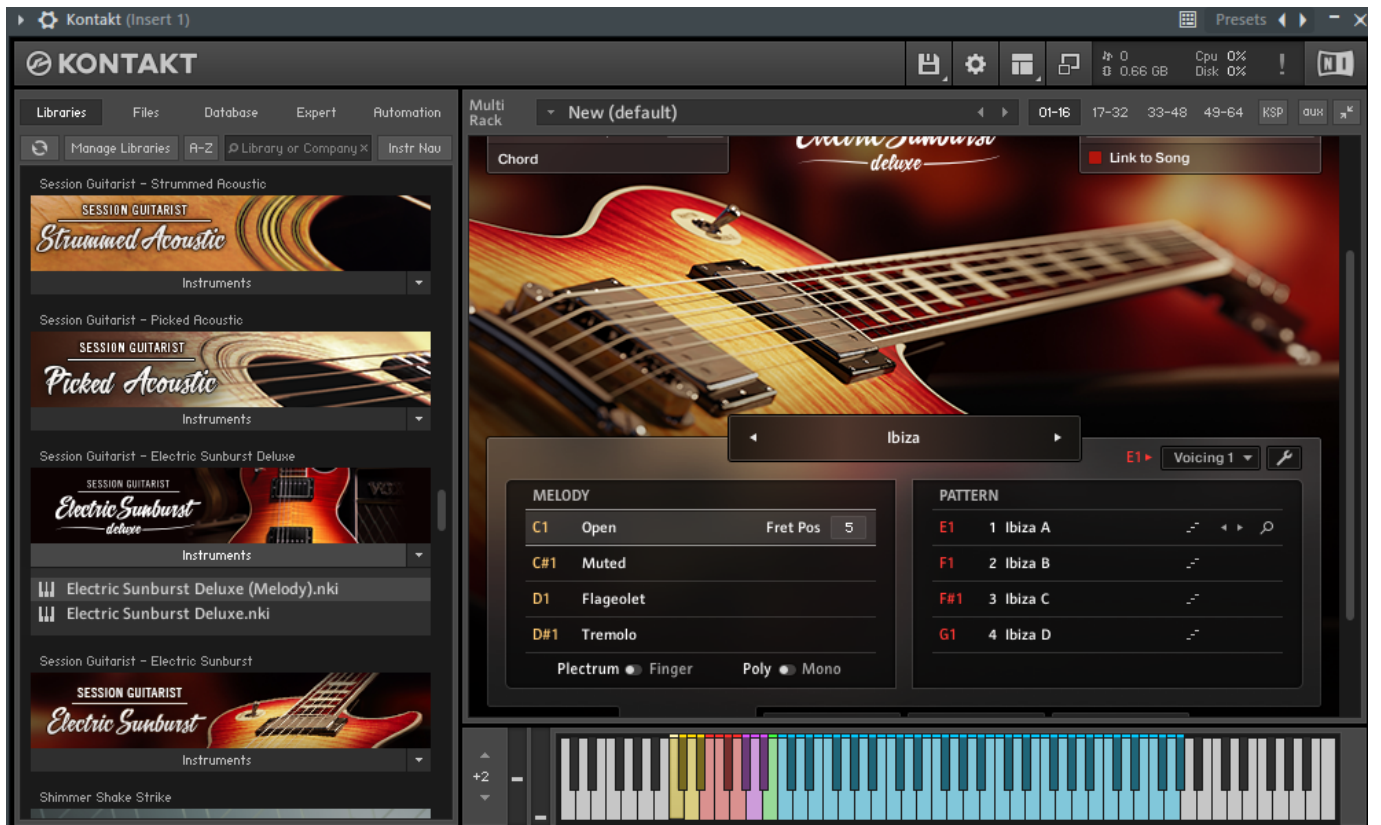 Kontakt (Insert 1)
Presets
KONTAKT
0
0.66 GB
Cpu 0%
Disk 0%
!
NI
Libraries Files Database Expert Automation
Manage Libraries A-Z Library or Company × Instr Nav
Session Guitarist - Strummed Acoustic
SESSION GUITARIST
Strummed Acoustic
Instruments
Session Guitarist - Picked Acoustic
SESSION GUITARIST
Picked Acoustic
Instruments
Session Guitarist - Electric Sunburst Deluxe
SESSION GUITARIST
Electric Sunburst
deluxe
Instruments
Electric Sunburst Deluxe (Melody).nki
Electric Sunburst Deluxe.nki
Session Guitarist - Electric Sunburst
SESSION GUITARIST
Electric Sunburst
Instruments
Shimmer Shake Strike
Multi
Rack
New (default)
01-16 17-32 33-48 49-64 KSP aux
Chord
Electric Sunburst
deluxe
Link to Song
Ibiza
E1 Voicing 1
MELODY
C1 Open Fret Pos 5
C#1 Muted
D1 Flageolet
D#1 Tremolo
Plectrum Finger Poly Mono
PATTERN
E1 1 Ibiza A
F1 2 Ibiza B
F#1 3 Ibiza C
G1 4 Ibiza D
+2